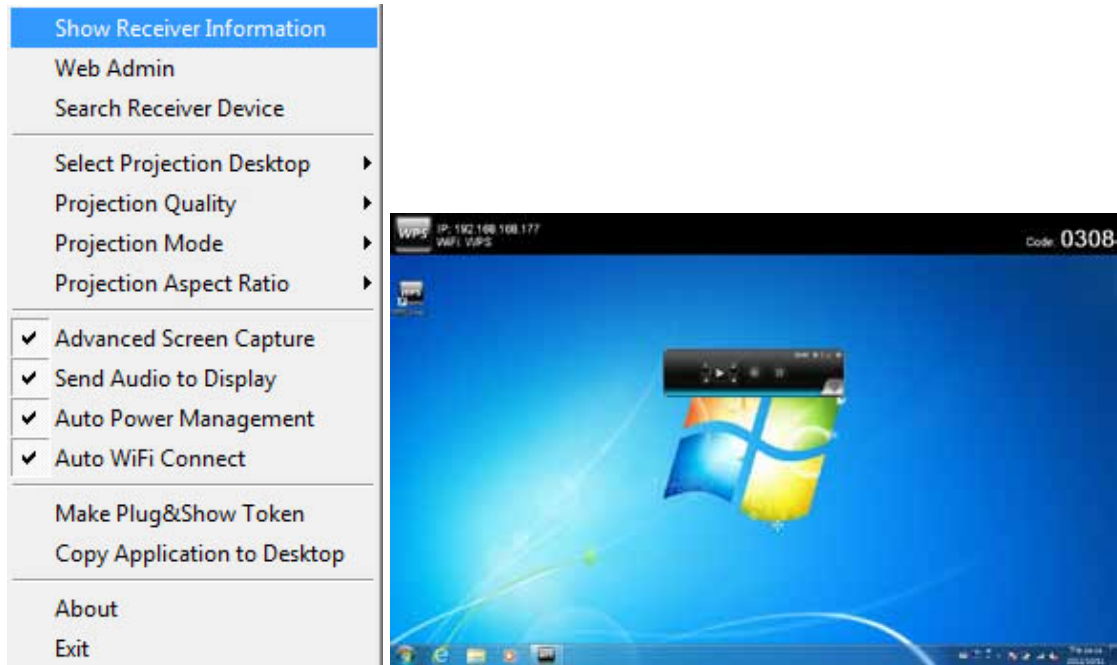 Show Receiver Information
Web Admin
Search Receiver Device
Select Projection Desktop
Projection Quality
Projection Mode
Projection Aspect Ratio
Advanced Screen Capture
Send Audio to Display
Auto Power Management
Auto WiFi Connect
Make Plug&Show Token
Copy Application to Desktop
About
Exit
WPS
IP: 192.168.168.177
WiFi: WPS
Code: 0308